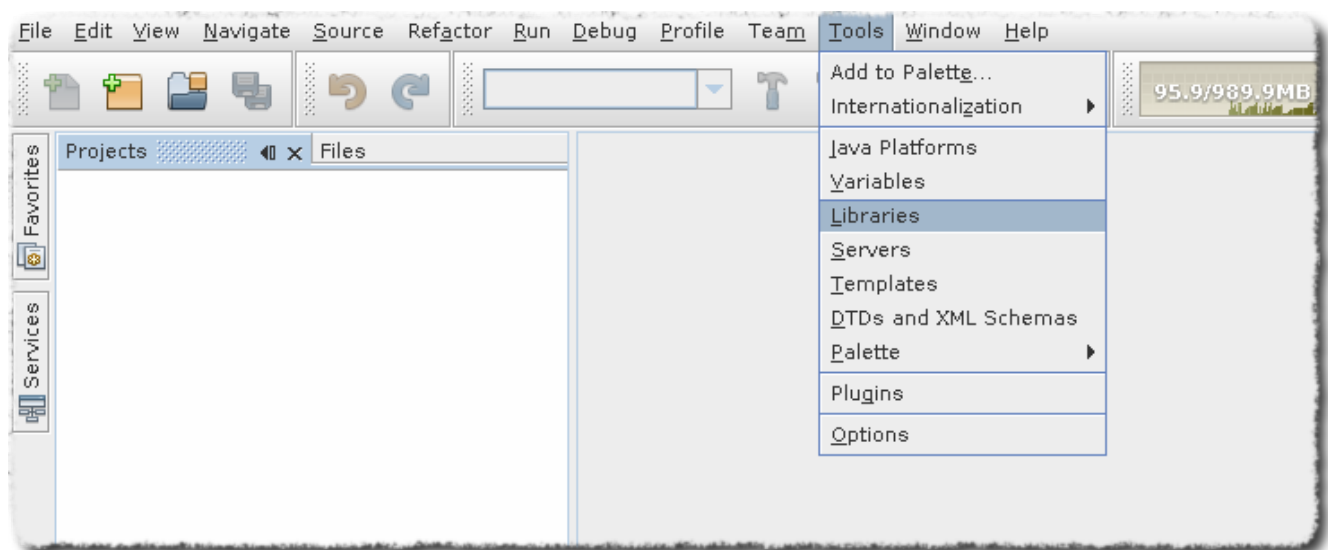 File Edit View Navigate Source Refactor Run Debug Profile Team Tools Window Help
95.9/989.9MB
Projects Files
Favorites
Services
Add to Palette...
Internationalization
Java Platforms
Variables
Libraries
Servers
Templates
DTDs and XML Schemas
Palette
Plugins
Options